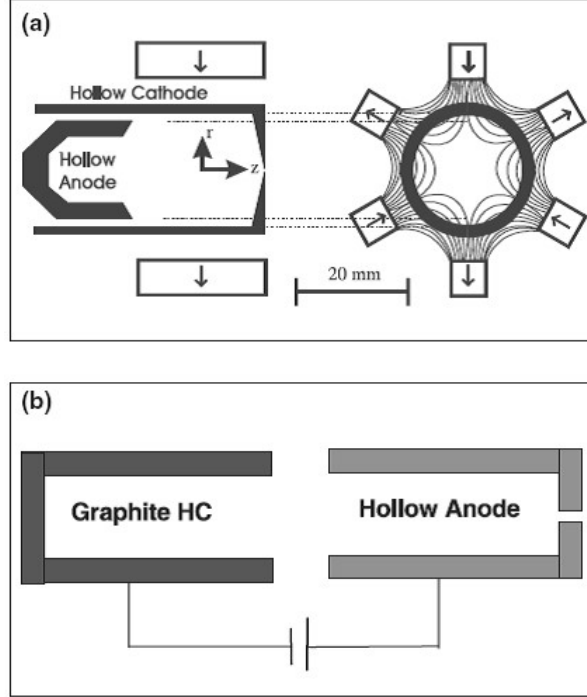 (a)
Hollow Cathode
r
Hollow
Anode
z
20 mm
(b)
Graphite HC
Hollow Anode